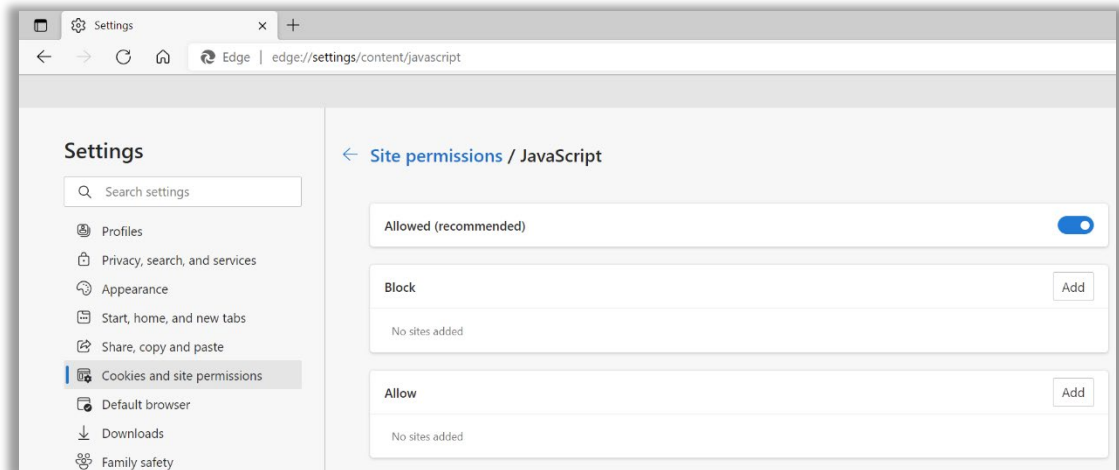 Settings
Edge | edge://settings/content/javascript
Settings
Search settings
Profiles
Privacy, search, and services
Appearance
Start, home, and new tabs
Share, copy and paste
Cookies and site permissions
Default browser
Downloads
Family safety
Site permissions / JavaScript
Allowed (recommended)
Block
Add
No sites added
Allow
Add
No sites added